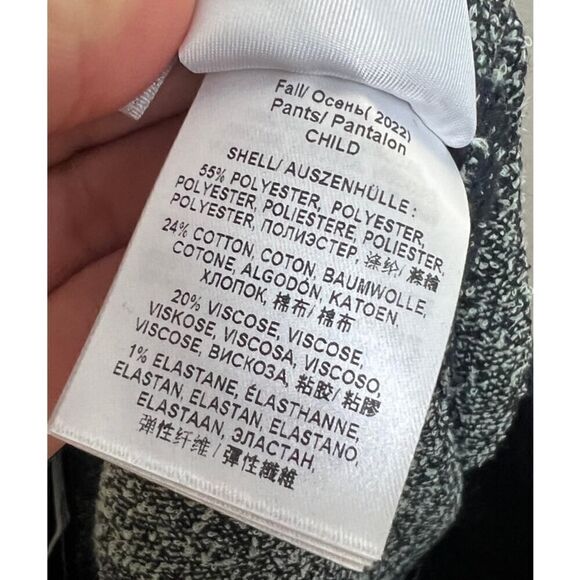 Fall/ Осень( 2022)
Pants/ Pantalon
CHILD
SHELL/ AUSZENHÜLLE :
55% POLYESTER, POLYESTER,
POLYESTER, POLIESTERE, POLIESTER,
POLYESTER, ПОЛИЭСТЕР, 涤纶/ 滌綸
24% COTTON, COTON, BAUMWOLLE,
COTONE, ALGODÓN, KATOEN,
ХЛОПОК, 棉布/ 棉布
20% VISCOSE, VISCOSE,
VISKOSE, VISCOSA, VISCOSO,
VISCOSE, ВИСКОЗА, 粘胶/ 粘膠
1% ELASTANE, ÉLASTHANNE,
ELASTAN, ELASTAN, ELASTANO,
ELASTAAN, ЭЛАСТАН,
弹性纤维/ 彈性纖維